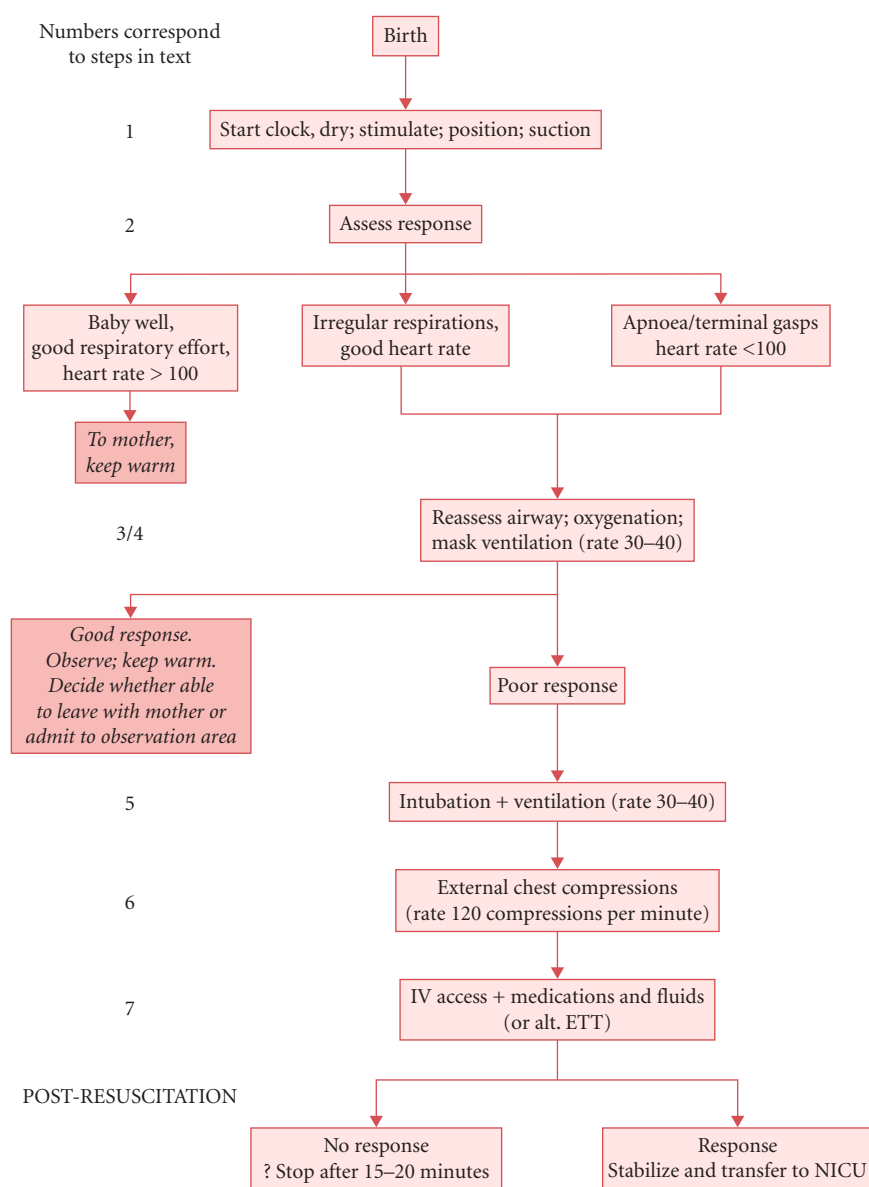 Numbers correspond
to steps in text
Birth
1
Start clock, dry; stimulate; position; suction
2
Assess response
Baby well,
good respiratory effort,
heart rate > 100
Irregular respirations,
good heart rate
Apnoea/terminal gasps
heart rate <100
To mother,
keep warm
3/4
Reassess airway; oxygenation;
mask ventilation (rate 30–40)
Good response.
Observe; keep warm.
Decide whether able
to leave with mother or
admit to observation area
Poor response
5
Intubation + ventilation (rate 30–40)
6
External chest compressions
(rate 120 compressions per minute)
7
IV access + medications and fluids
(or alt. ETT)
POST-RESUSCITATION
No response
? Stop after 15–20 minutes
Response
Stabilize and transfer to NICU